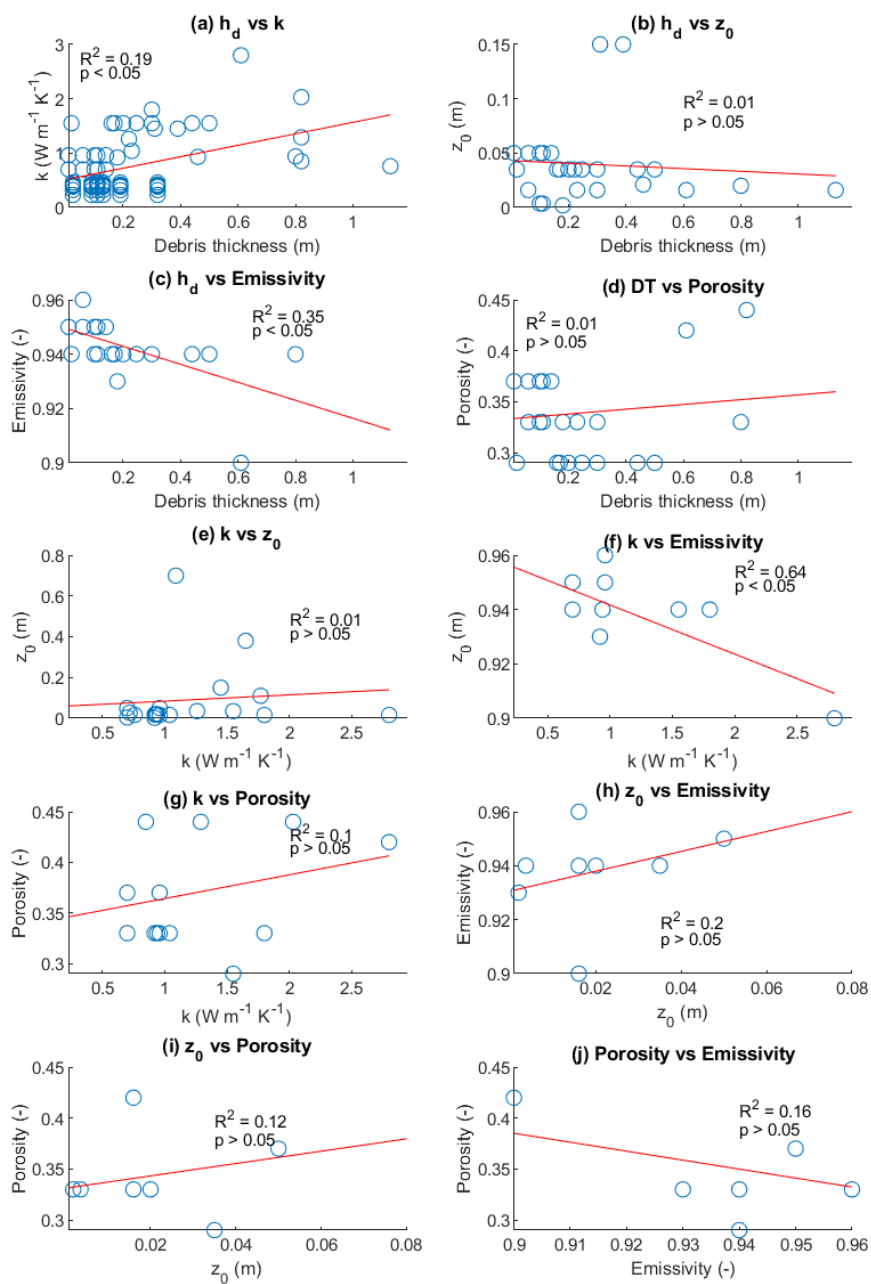 (a) h_d vs k
R² = 0.19
p < 0.05
3
2
1
0
k (W m⁻¹ K⁻¹)
0.2 0.4 0.6 0.8 1
Debris thickness (m)
(b) h_d vs z_0
R² = 0.01
p > 0.05
0.15
0.1
0.05
0
z_0 (m)
0.2 0.4 0.6 0.8 1
Debris thickness (m)
(c) h_d vs Emissivity
R² = 0.35
p < 0.05
0.96
0.94
0.92
0.9
Emissivity (-)
0.2 0.4 0.6 0.8 1
Debris thickness (m)
(d) DT vs Porosity
R² = 0.01
p > 0.05
0.45
0.4
0.35
0.3
Porosity (-)
0.2 0.4 0.6 0.8 1
Debris thickness (m)
(e) k vs z_0
R² = 0.01
p > 0.05
0.8
0.6
0.4
0.2
0
z_0 (m)
0.5 1 1.5 2 2.5
k (W m⁻¹ K⁻¹)
(f) k vs Emissivity
R² = 0.64
p < 0.05
0.96
0.94
0.92
0.9
z_0 (m)
0.5 1 1.5 2 2.5
k (W m⁻¹ K⁻¹)
(g) k vs Porosity
R² = 0.1
p > 0.05
0.45
0.4
0.35
0.3
Porosity (-)
0.5 1 1.5 2 2.5
k (W m⁻¹ K⁻¹)
(h) z_0 vs Emissivity
R² = 0.2
p > 0.05
0.96
0.94
0.92
0.9
Emissivity (-)
0.02 0.04 0.06 0.08
z_0 (m)
(i) z_0 vs Porosity
R² = 0.12
p > 0.05
0.45
0.4
0.35
0.3
Porosity (-)
0.02 0.04 0.06 0.08
z_0 (m)
(j) Porosity vs Emissivity
R² = 0.16
p > 0.05
0.45
0.4
0.35
0.3
Porosity (-)
0.9 0.91 0.92 0.93 0.94 0.95 0.96
Emissivity (-)